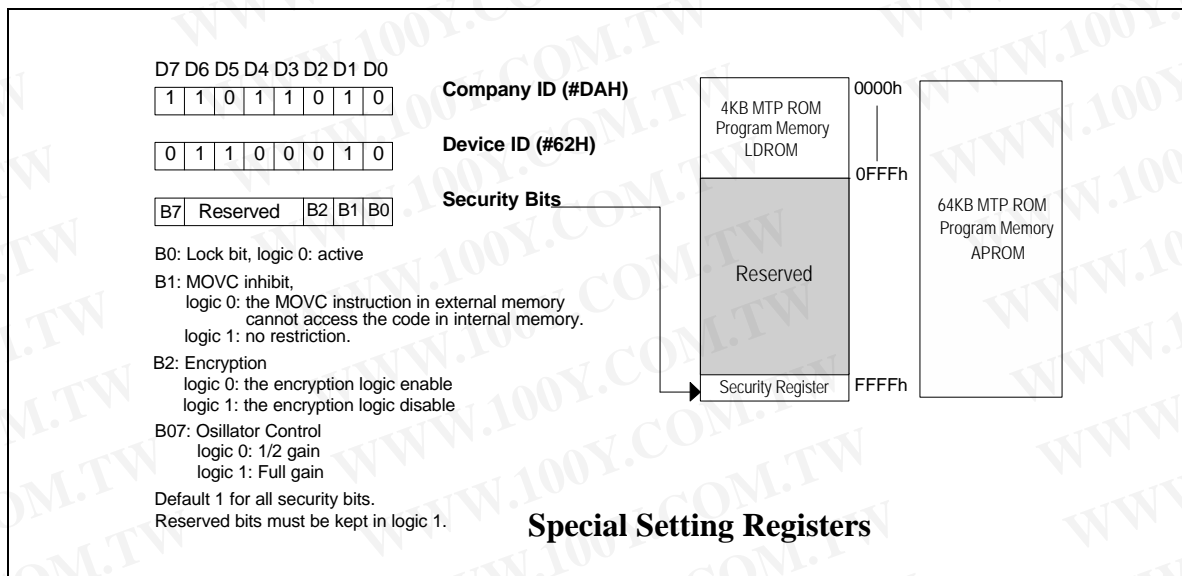 D7 D6 D5 D4 D3 D2 D1 D0
1 1 0 1 1 0 1 0
Company ID (#DAH)
0 1 1 0 0 0 1 0
Device ID (#62H)
B7 Reserved B2 B1 B0
Security Bits
B0: Lock bit, logic 0: active
B1: MOVC inhibit,
logic 0: the MOVC instruction in external memory
cannot access the code in internal memory.
logic 1: no restriction.
B2: Encryption
logic 0: the encryption logic enable
logic 1: the encryption logic disable
B07: Osillator Control
logic 0: 1/2 gain
logic 1: Full gain
Default 1 for all security bits.
Reserved bits must be kept in logic 1.
4KB MTP ROM
Program Memory
LDROM
0000h
0FFFh
Reserved
Security Register
FFFFh
64KB MTP ROM
Program Memory
APROM
Special Setting Registers
WWW.100Y.COM.TW